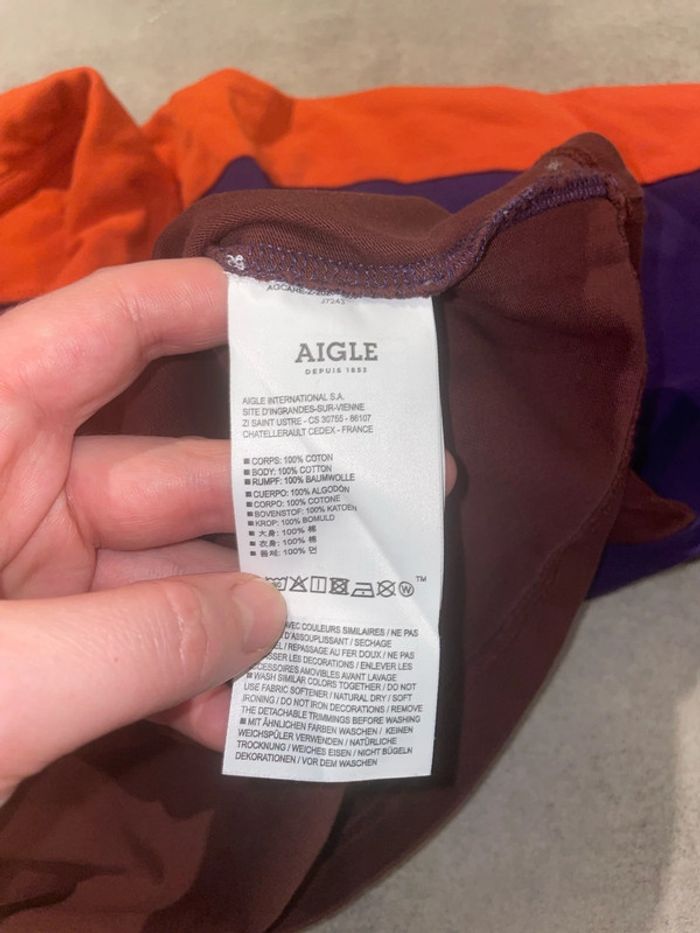 AIGLE
DEPUIS 1853
AIGLE INTERNATIONAL S.A.
SITE D'INGRANDES-SUR-VIENNE
ZI SAINT USTRE - CS 30755 - 86107
CHATELLERAULT CEDEX - FRANCE
■ CORPS: 100% COTON
■ BODY: 100% COTTON
■ RUMPF: 100% BAUMWOLLE
■ CUERPO: 100% ALGODÓN
■ CORPO: 100% COTONE
■ BOVENSTOF: 100% KATOEN
■ KROP: 100% BOMULD
■ 大身: 100% 棉
■ 衣身: 100% 棉
■ 몸체: 100% 면
TM
AVEC COULEURS SIMILAIRES / NE PAS
D'ASSOUPLISSANT / SECHAGE
REPASSAGE AU FER DOUX / NE PAS
LES DECORATIONS / ENLEVER LES
AMOVIBLES AVANT LAVAGE
■ WASH SIMILAR COLORS TOGETHER / DO NOT
USE FABRIC SOFTENER / NATURAL DRY / SOFT
IRONING / DO NOT IRON DECORATIONS / REMOVE
THE DETACHABLE TRIMMINGS BEFORE WASHING
■ MIT ÄHNLICHEN FARBEN WASCHEN / KEINEN
WEICHSPÜLER VERWENDEN / NATÜRLICHE
TROCKNUNG / WEICHES EISEN / NICHT BÜGELN
DEKORATIONEN / VOR DEM WASCHEN